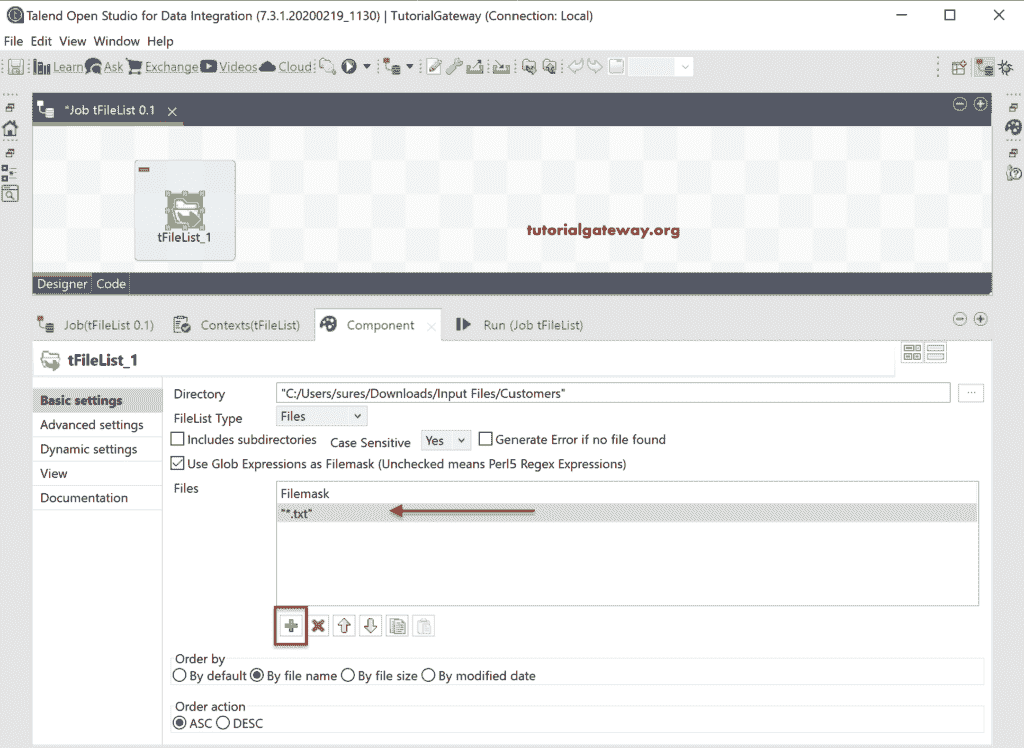 Talend Open Studio for Data Integration (7.3.1.20200219_1130) | TutorialGateway (Connection: Local)
File Edit View Window Help
Learn Ask Exchange Videos Cloud
*Job tFileList 0.1
tFileList_1
tutorialgateway.org
Designer Code
Job(tFileList 0.1) Contexts(tFileList) Component Run (Job tFileList)
tFileList_1
Basic settings
Advanced settings
Dynamic settings
View
Documentation
Directory "C:/Users/sures/Downloads/Input Files/Customers" ...
FileList Type Files
Includes subdirectories Case Sensitive Yes Generate Error if no file found
Use Glob Expressions as Filemask (Unchecked means Perl5 Regex Expressions)
Files Filemask
"*.txt"
Order by
By default By file name By file size By modified date
Order action
ASC DESC